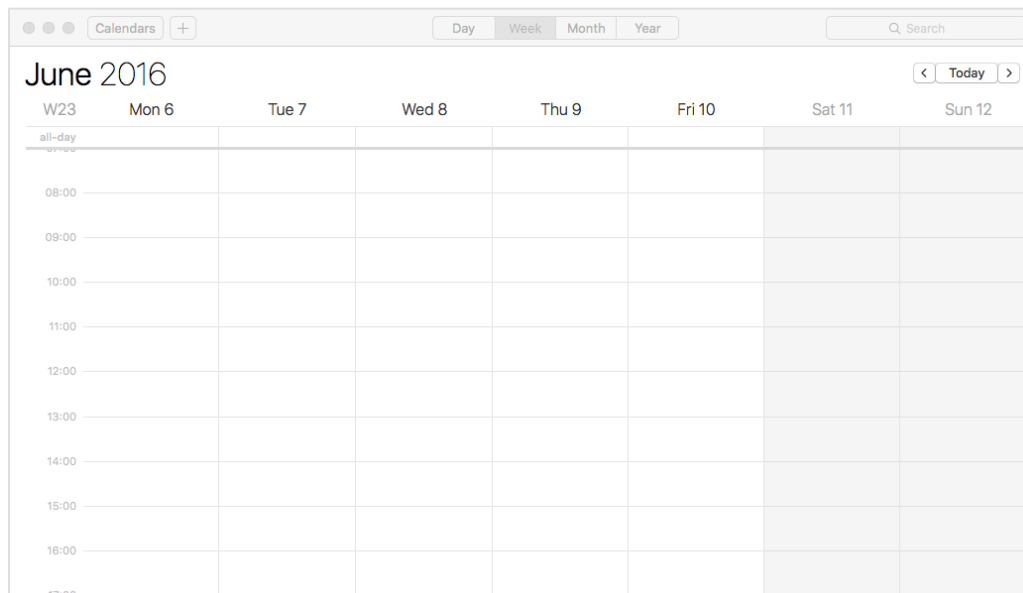 Calendars + Day Week Month Year Search
June 2016
< Today >
W23 Mon 6 Tue 7 Wed 8 Thu 9 Fri 10 Sat 11 Sun 12
all-day
08:00
09:00
10:00
11:00
12:00
13:00
14:00
15:00
16:00